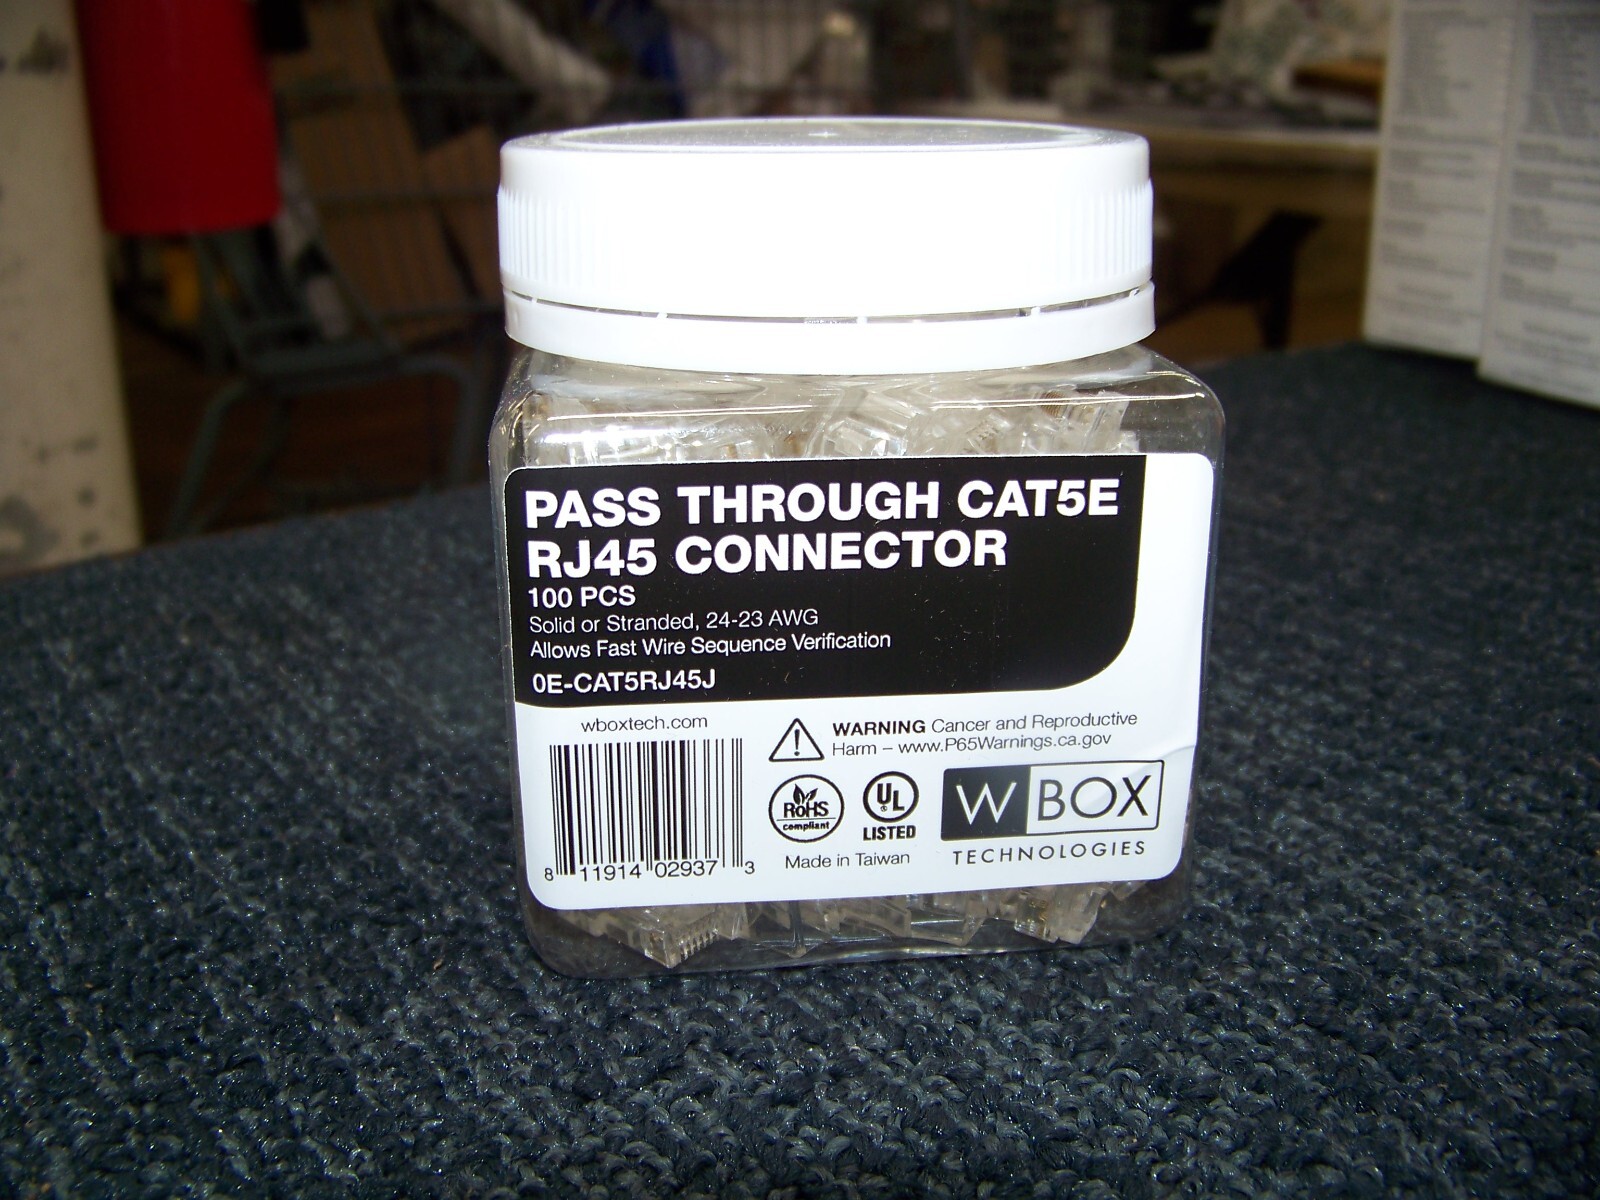 PASS THROUGH CAT5E
RJ45 CONNECTOR
100 PCS
Solid or Stranded, 24-23 AWG
Allows Fast Wire Sequence Verification
0E-CAT5RJ45J
wboxtech.com
WARNING Cancer and Reproductive
Harm – www.P65Warnings.ca.gov
RoHS
compliant
UL
LISTED
W BOX
TECHNOLOGIES
Made in Taiwan
8 11914 02937 3